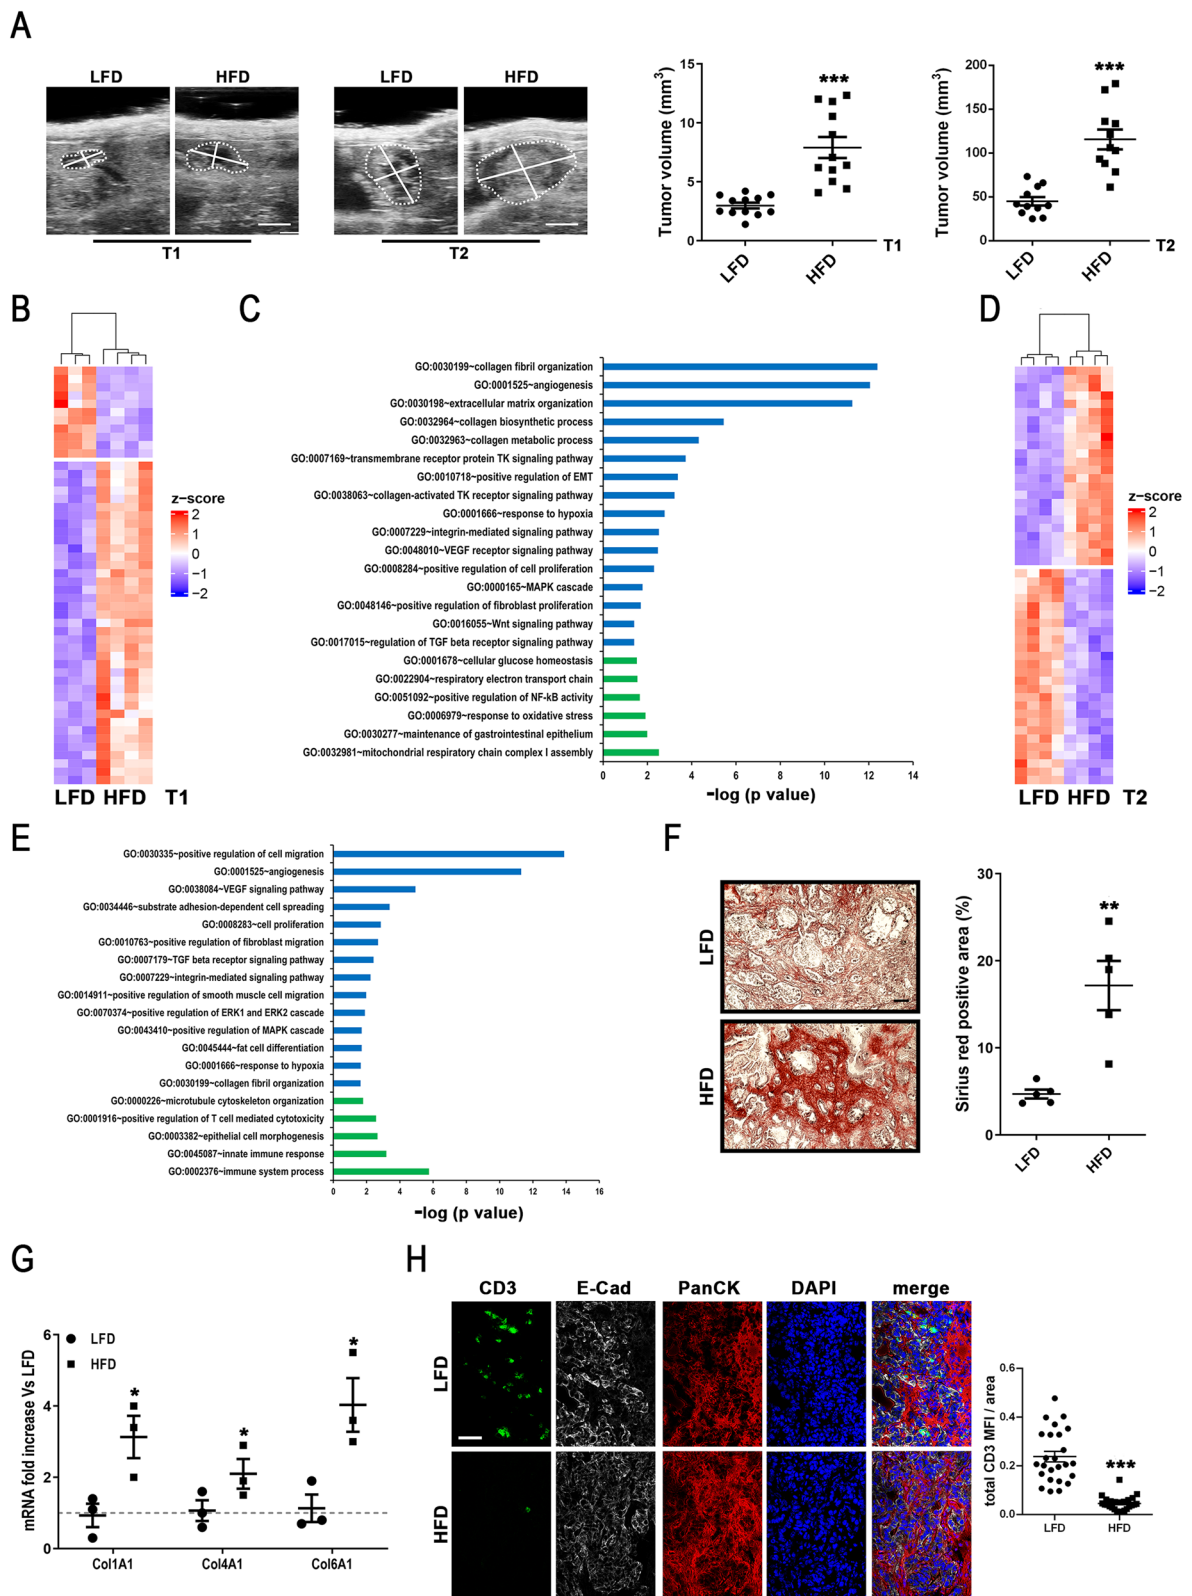 A
LFD
HFD
LFD
HFD
T1
T2
Tumor volume (mm³)
15
10
5
0
***
LFD
HFD
T1
Tumor volume (mm³)
200
150
100
50
0
***
LFD
HFD
T2
B
z-score
2
1
0
−1
−2
LFD HFD T1
C
GO:0030199~collagen fibril organization
GO:0001525~angiogenesis
GO:0030198~extracellular matrix organization
GO:0032964~collagen biosynthetic process
GO:0032963~collagen metabolic process
GO:0007169~transmembrane receptor protein TK signaling pathway
GO:0010718~positive regulation of EMT
GO:0038063~collagen-activated TK receptor signaling pathway
GO:0001666~response to hypoxia
GO:0007229~integrin-mediated signaling pathway
GO:0048010~VEGF receptor signaling pathway
GO:0008284~positive regulation of cell proliferation
GO:0000165~MAPK cascade
GO:0048146~positive regulation of fibroblast proliferation
GO:0016055~Wnt signaling pathway
GO:0017015~regulation of TGF beta receptor signaling pathway
GO:0001678~cellular glucose homeostasis
GO:0022904~respiratory electron transport chain
GO:0051092~positive regulation of NF-kB activity
GO:0006979~response to oxidative stress
GO:0030277~maintenance of gastrointestinal epithelium
GO:0032981~mitochondrial respiratory chain complex I assembly
0 2 4 6 8 10 12 14
−log (p value)
D
z−score
2
1
0
−1
−2
LFD HFD T2
E
GO:0030335~positive regulation of cell migration
GO:0001525~angiogenesis
GO:0038084~VEGF signaling pathway
GO:0034446~substrate adhesion-dependent cell spreading
GO:0008283~cell proliferation
GO:0010763~positive regulation of fibroblast migration
GO:0007179~TGF beta receptor signaling pathway
GO:0007229~integrin-mediated signaling pathway
GO:0014911~positive regulation of smooth muscle cell migration
GO:0070374~positive regulation of ERK1 and ERK2 cascade
GO:0043410~positive regulation of MAPK cascade
GO:0045444~fat cell differentiation
GO:0001666~response to hypoxia
GO:0030199~collagen fibril organization
GO:0000226~microtubule cytoskeleton organization
GO:0001916~positive regulation of T cell mediated cytotoxicity
GO:0003382~epithelial cell morphogenesis
GO:0045087~innate immune response
GO:0002376~immune system process
0 2 4 6 8 10 12 14 16
−log (p value)
F
LFD
HFD
Sirius red positive area (%)
30
20
10
0
**
LFD
HFD
G
mRNA fold increase Vs LFD
6
4
2
0
LFD
HFD
*
*
*
Col1A1
Col4A1
Col6A1
H
CD3 E-Cad PanCK DAPI merge
LFD
HFD
total CD3 MFI / area
0.6
0.4
0.2
0.0
***
LFD
HFD